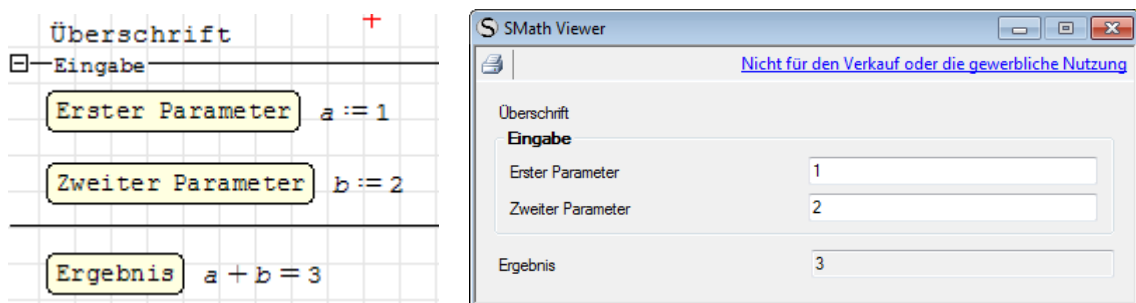 Überschrift
Eingabe
Erster Parameter a := 1
Zweiter Parameter b := 2
Ergebnis a + b = 3
SMath Viewer
Nicht für den Verkauf oder die gewerbliche Nutzung
Überschrift
Eingabe
Erster Parameter 1
Zweiter Parameter 2
Ergebnis 3